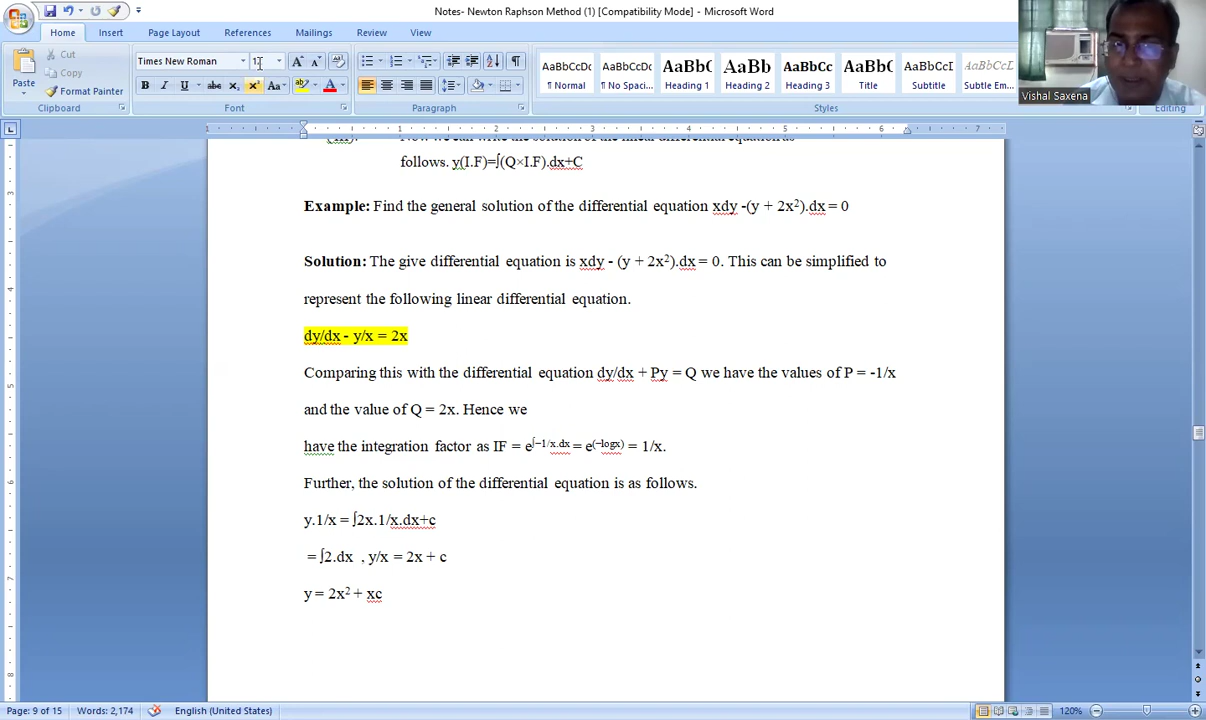 Notes- Newton Raphson Method (1) [Compatibility Mode] - Microsoft Word
Home Insert Page Layout References Mailings Review View
Cut
Copy
Format Painter
Paste
Clipboard
Times New Roman
Font
Paragraph
AaBbCcDc AaBbCcDc AaBbC AaBb AaBbCc AaBbC AaBbCcI AaBbCcD
¶ Normal ¶ No Spaci... Heading 1 Heading 2 Heading 3 Title Subtitle Subtle Em...
Styles
Editing
Vishal Saxena
follows. y(I.F)=∫(Q×I.F).dx+C
Example: Find the general solution of the differential equation xdy -(y + 2x²).dx = 0
Solution: The give differential equation is xdy - (y + 2x²).dx = 0. This can be simplified to
represent the following linear differential equation.
dy/dx - y/x = 2x
Comparing this with the differential equation dy/dx + Py = Q we have the values of P = -1/x
and the value of Q = 2x. Hence we
have the integration factor as IF = e^∫−1/x.dx = e^(−logx) = 1/x.
Further, the solution of the differential equation is as follows.
y.1/x = ∫2x.1/x.dx+c
= ∫2.dx , y/x = 2x + c
y = 2x² + xc
Page: 9 of 15 Words: 2,174 English (United States) 120%